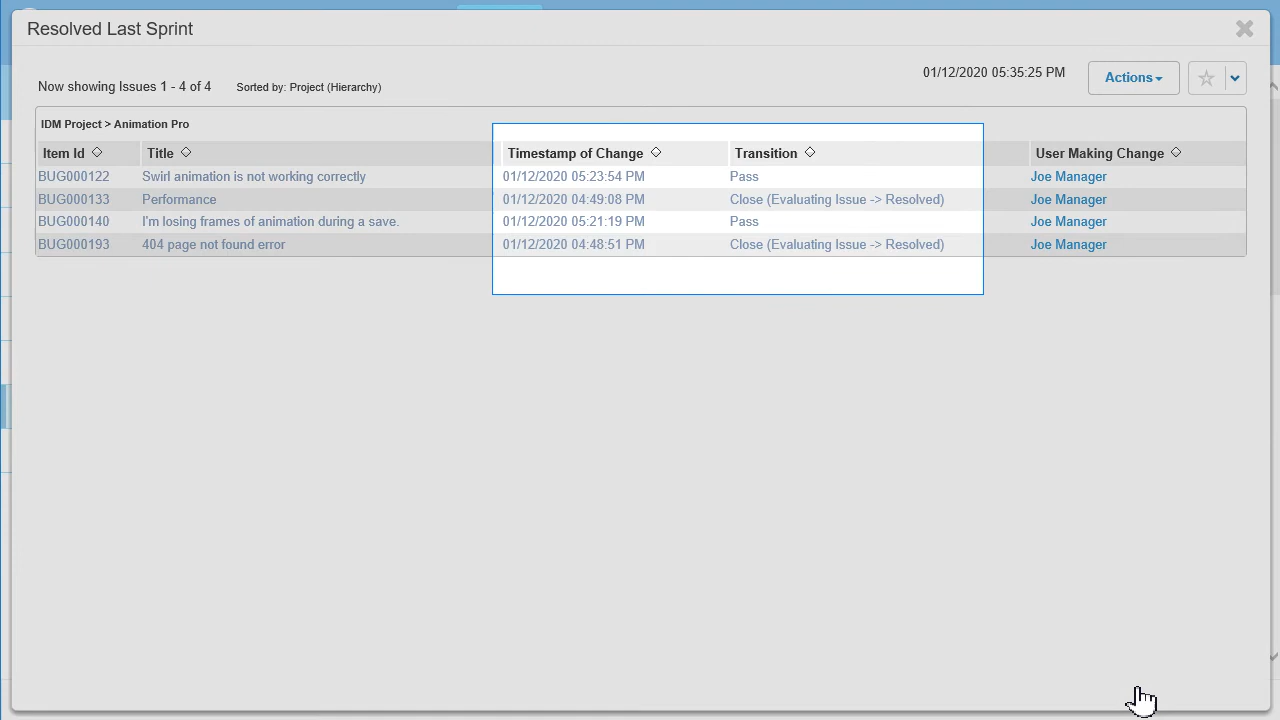 Resolved Last Sprint
01/12/2020 05:35:25 PM Actions
Now showing Issues 1 - 4 of 4 Sorted by: Project (Hierarchy)
IDM Project > Animation Pro
Item Id Title Timestamp of Change Transition User Making Change
BUG000122 Swirl animation is not working correctly 01/12/2020 05:23:54 PM Pass Joe Manager
BUG000133 Performance 01/12/2020 04:49:08 PM Close (Evaluating Issue -> Resolved) Joe Manager
BUG000140 I'm losing frames of animation during a save. 01/12/2020 05:21:19 PM Pass Joe Manager
BUG000193 404 page not found error 01/12/2020 04:48:51 PM Close (Evaluating Issue -> Resolved) Joe Manager